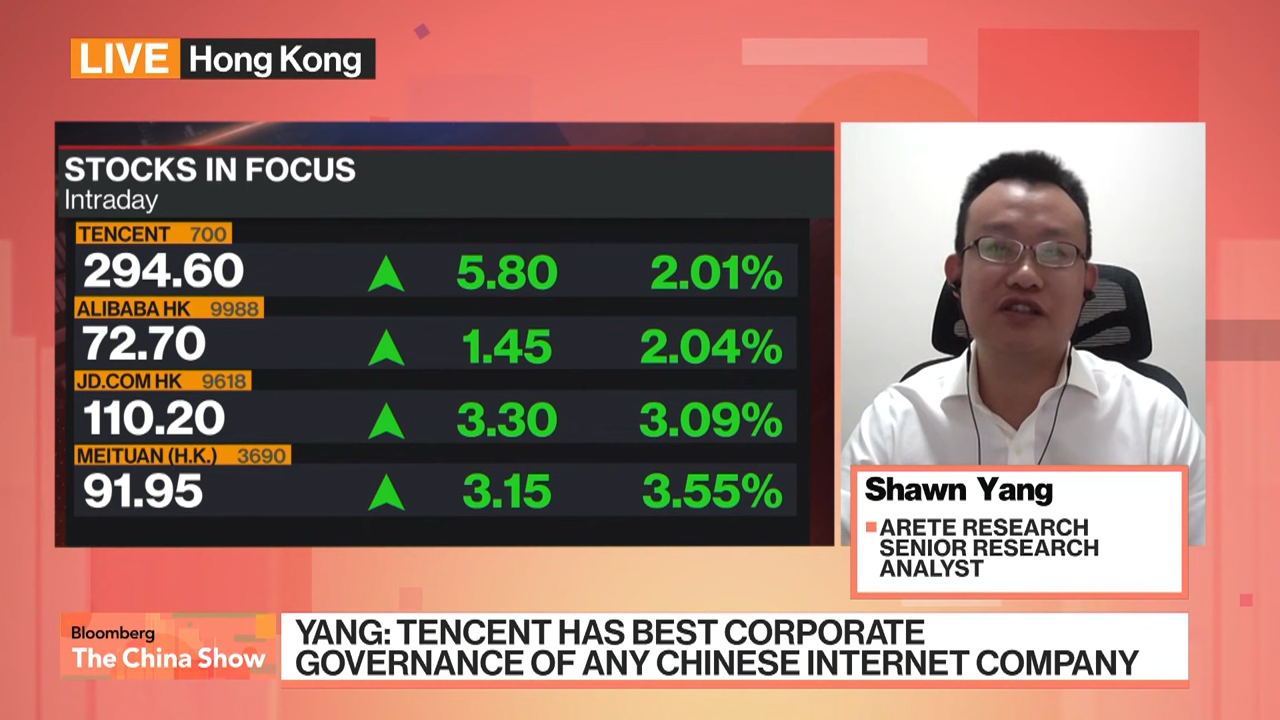 LIVE Hong Kong
STOCKS IN FOCUS
Intraday
TENCENT 700
294.60 5.80 2.01%
ALIBABA HK 9988
72.70 1.45 2.04%
JD.COM HK 9618
110.20 3.30 3.09%
MEITUAN (H.K.) 3690
91.95 3.15 3.55%
Shawn Yang
ARETE RESEARCH
SENIOR RESEARCH
ANALYST
Bloomberg
The China Show
YANG: TENCENT HAS BEST CORPORATE
GOVERNANCE OF ANY CHINESE INTERNET COMPANY